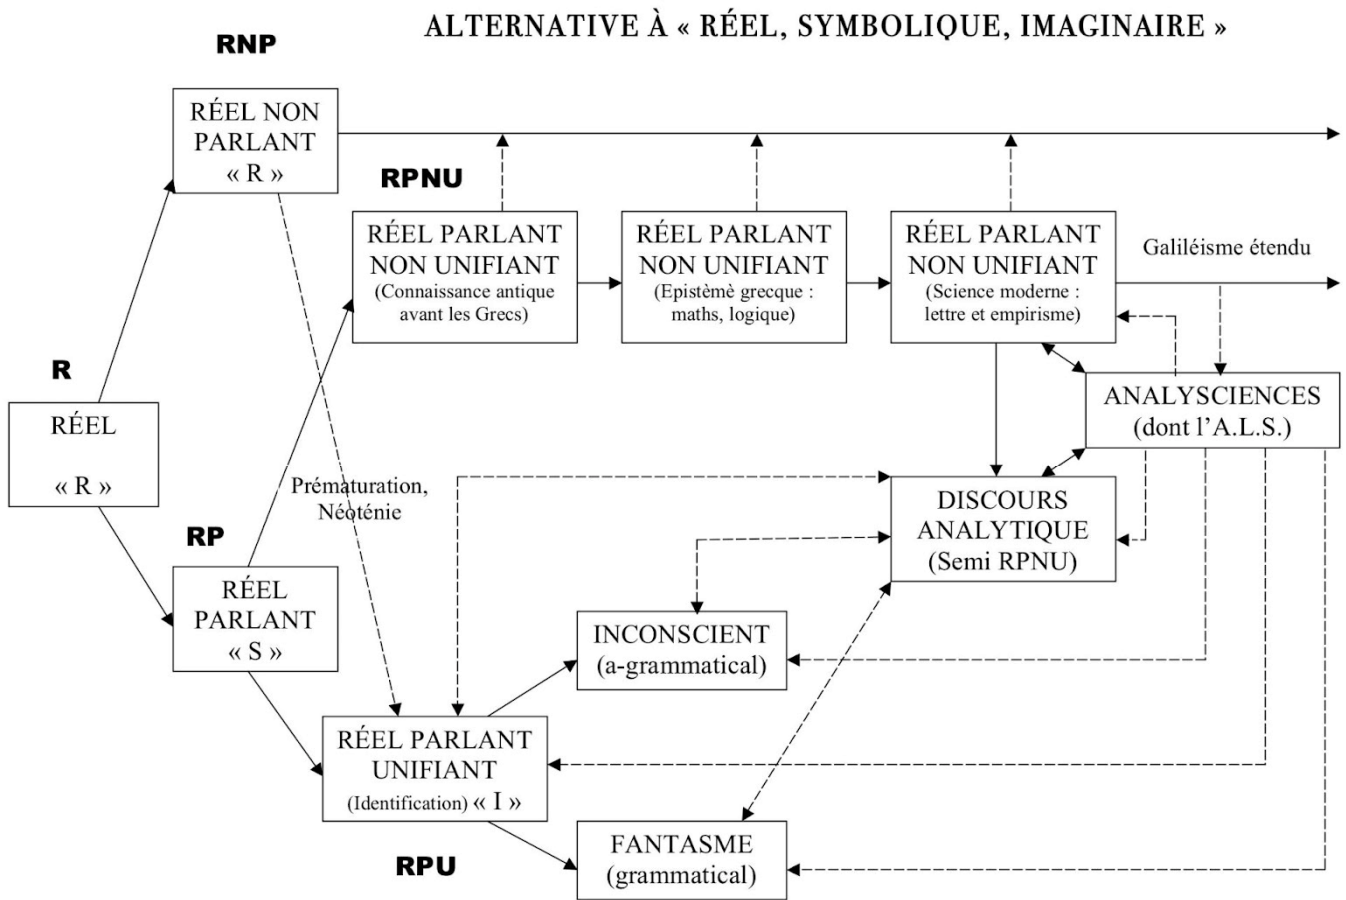 ALTERNATIVE À « RÉEL, SYMBOLIQUE, IMAGINAIRE »
RNP
RÉEL NON
PARLANT
« R »
RPNU
RÉEL PARLANT
NON UNIFIANT
(Connaissance antique
avant les Grecs)
RÉEL PARLANT
NON UNIFIANT
(Epistèmè grecque :
maths, logique)
RÉEL PARLANT
NON UNIFIANT
(Science moderne :
lettre et empirisme)
Galiléisme étendu
R
RÉEL
« R »
ANALYSCIENCES
(dont l'A.L.S.)
Prématuration,
Néoténie
DISCOURS
ANALYTIQUE
(Semi RPNU)
RP
RÉEL
PARLANT
« S »
INCONSCIENT
(a-grammatical)
RÉEL PARLANT
UNIFIANT
(Identification) « I »
RPU
FANTASME
(grammatical)